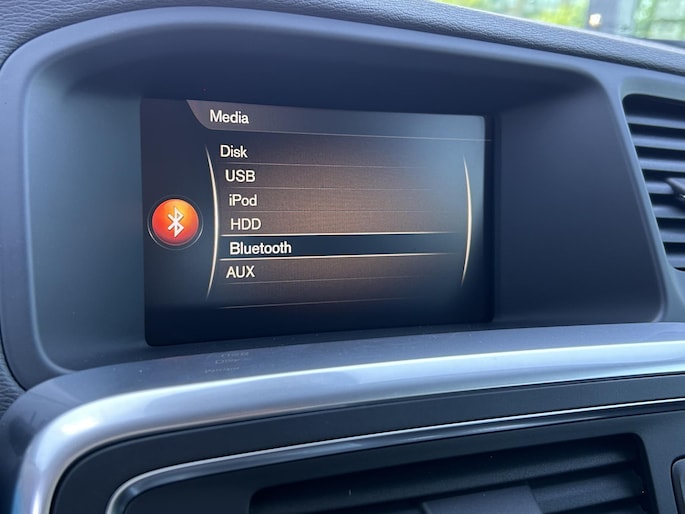 Media
Disk
USB
iPod
HDD
Bluetooth
AUX